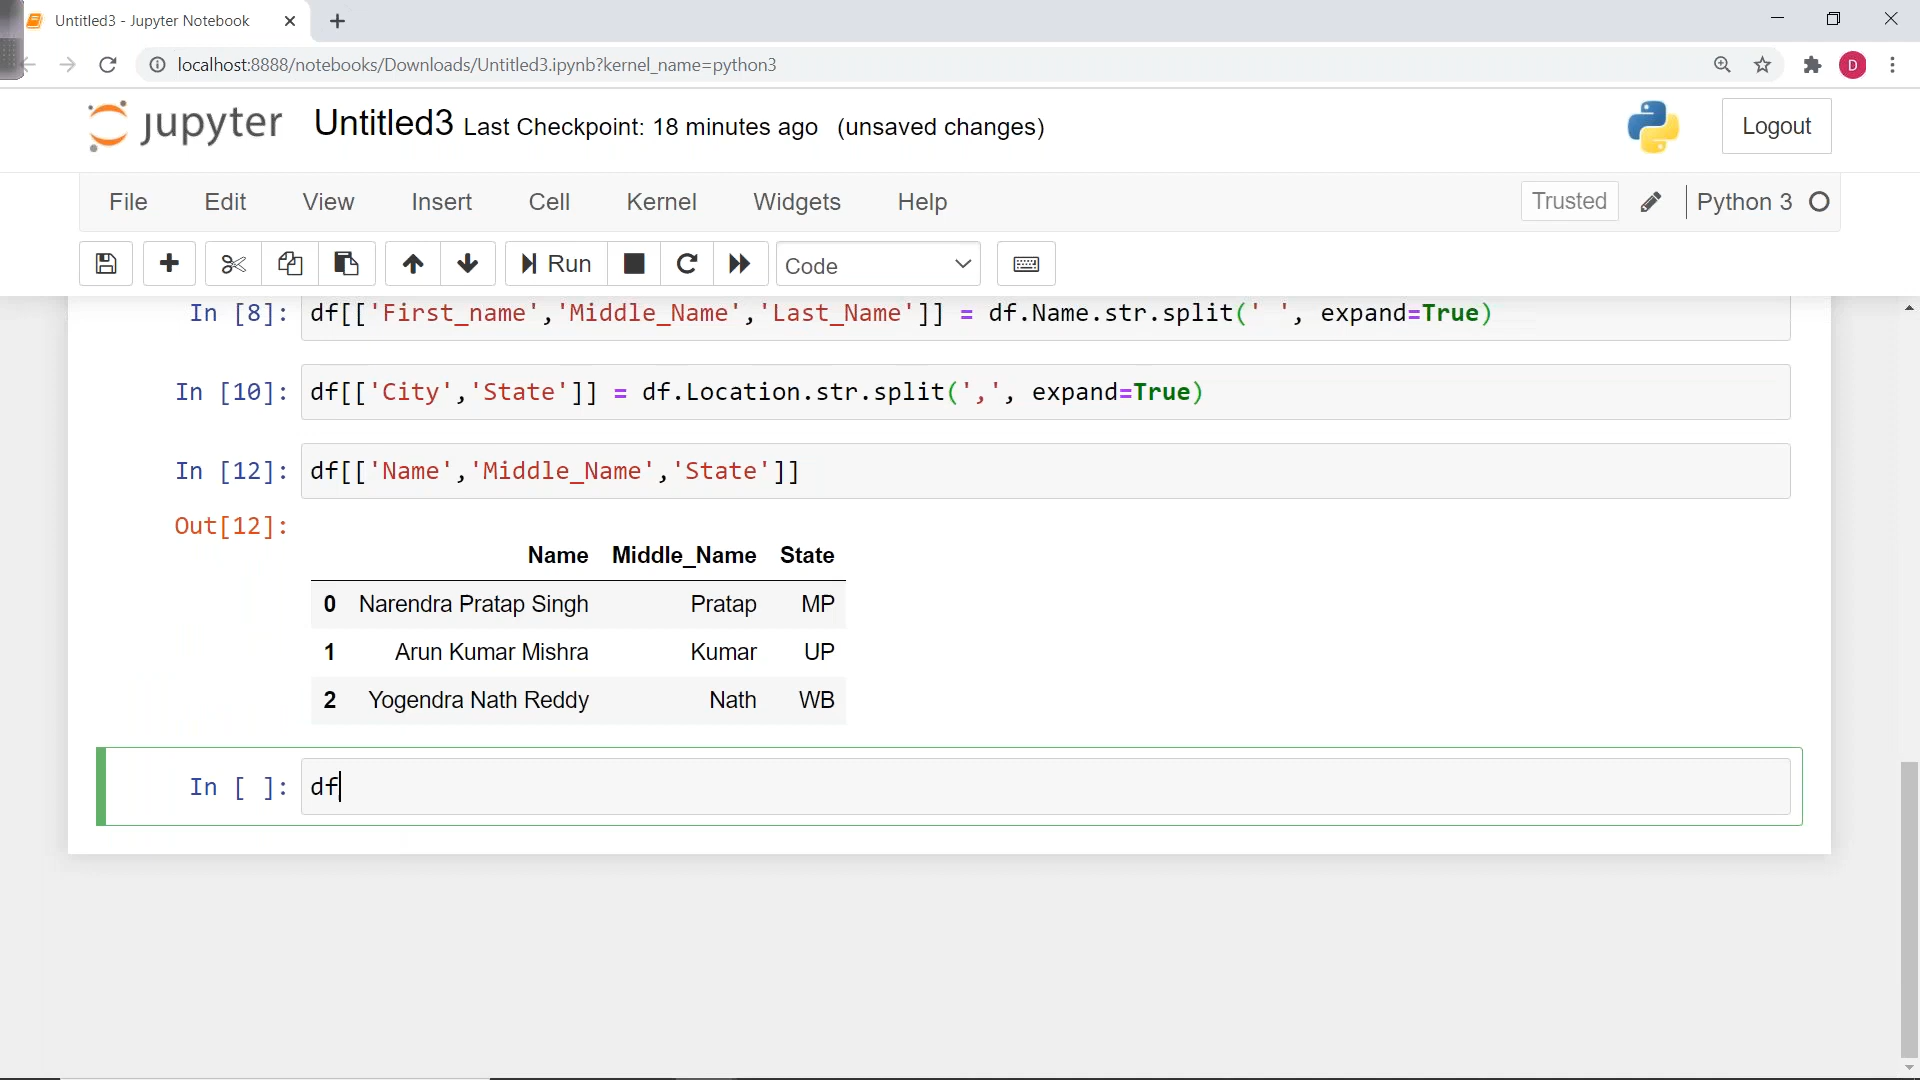 Untitled3 - Jupyter Notebook
localhost:8888/notebooks/Downloads/Untitled3.ipynb?kernel_name=python3
D
jupyter Untitled3 Last Checkpoint: 18 minutes ago (unsaved changes)
Logout
File Edit View Insert Cell Kernel Widgets Help
Trusted Python 3
Run Code
In [8]: df[['First_name','Middle_Name','Last_Name']] = df.Name.str.split(' ', expand=True)
In [10]: df[['City','State']] = df.Location.str.split(',', expand=True)
In [12]: df[['Name','Middle_Name','State']]
Out[12]:
Name Middle_Name State
0 Narendra Pratap Singh Pratap MP
1 Arun Kumar Mishra Kumar UP
2 Yogendra Nath Reddy Nath WB
In [ ]: df